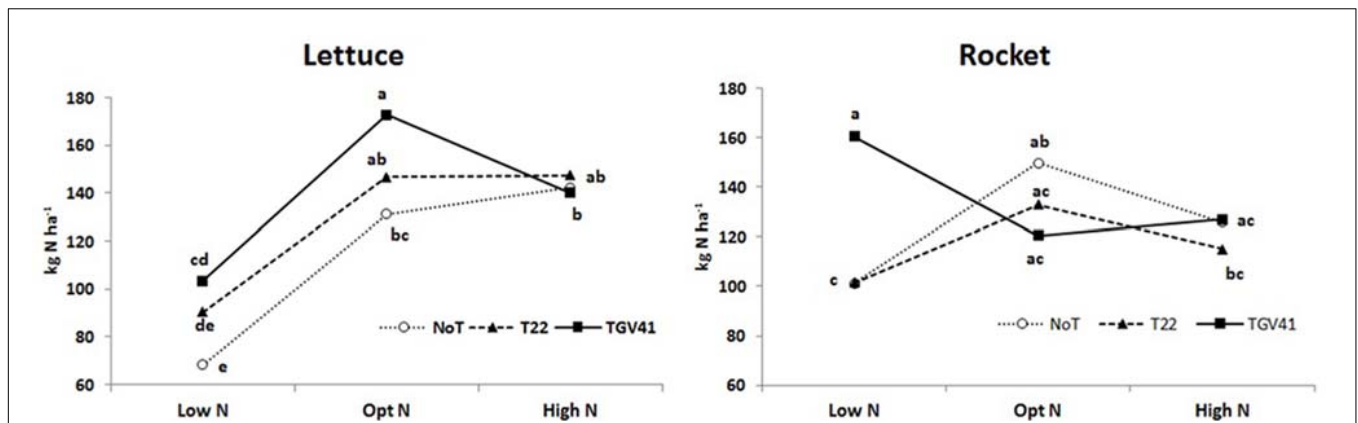 Lettuce
kg N ha⁻¹
180
160
140
120
100
80
60
a
ab
ab
b
bc
cd
de
e
NoT T22 TGV41
Low N Opt N High N
Rocket
kg N ha⁻¹
180
160
140
120
100
80
60
a
ab
ac
ac
ac
bc
c
NoT T22 TGV41
Low N Opt N High N